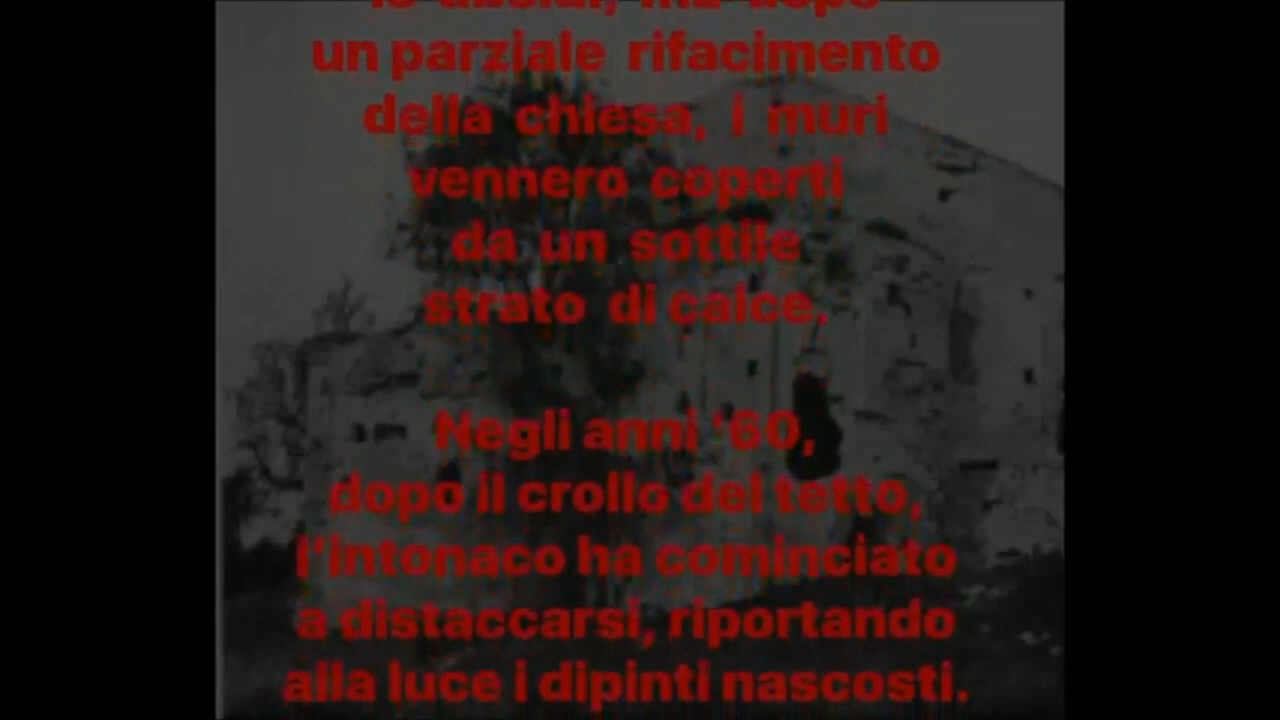 un parziale rifacimento
della chiesa, i muri
vennero coperti
da un sottile
strato di calce.
Negli anni '60,
dopo il crollo del tetto,
l'intonaco ha cominciato
a distaccarsi, riportando
alla luce i dipinti nascosti.